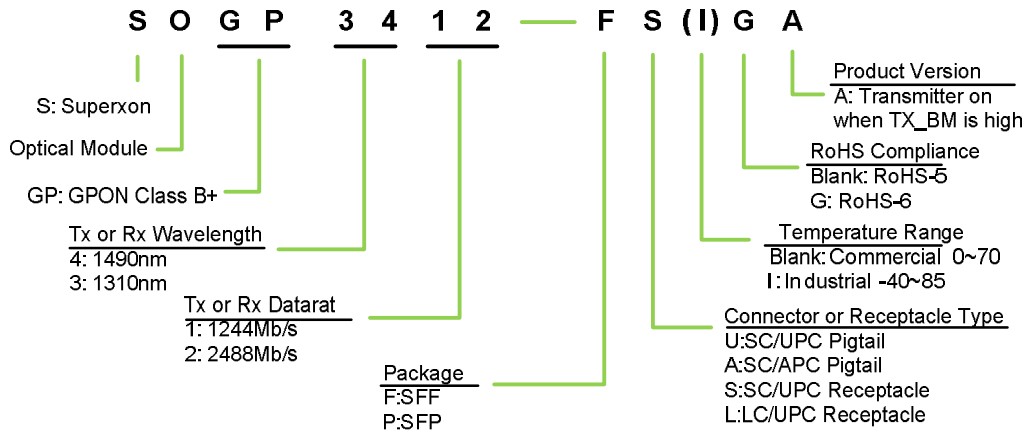 S O G P 3 4 1 2 — F S (I) G A
S: Superxon
Optical Module
GP: GPON Class B+
Tx or Rx Wavelength
4: 1490nm
3: 1310nm
Tx or Rx Datarat
1: 1244Mb/s
2: 2488Mb/s
Package
F:SFF
P:SFP
Connector or Receptacle Type
U:SC/UPC Pigtail
A:SC/APC Pigtail
S:SC/UPC Receptacle
L:LC/UPC Receptacle
Temperature Range
Blank: Commercial 0~70
I: Industrial -40~85
RoHS Compliance
Blank: RoHS-5
G: RoHS-6
Product Version
A: Transmitter on
when TX_BM is high